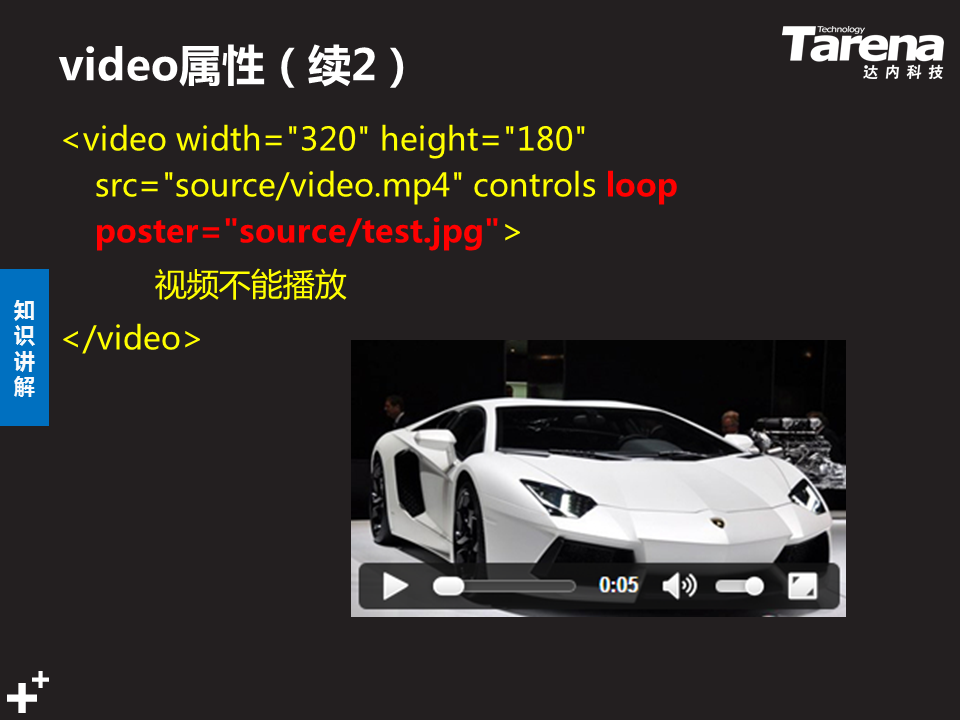 video属性（续2）
Technology
Tarena
达内科技
<video width="320" height="180"
src="source/video.mp4" controls loop
poster="source/test.jpg">
视频不能播放
</video>
知识讲解
0:05